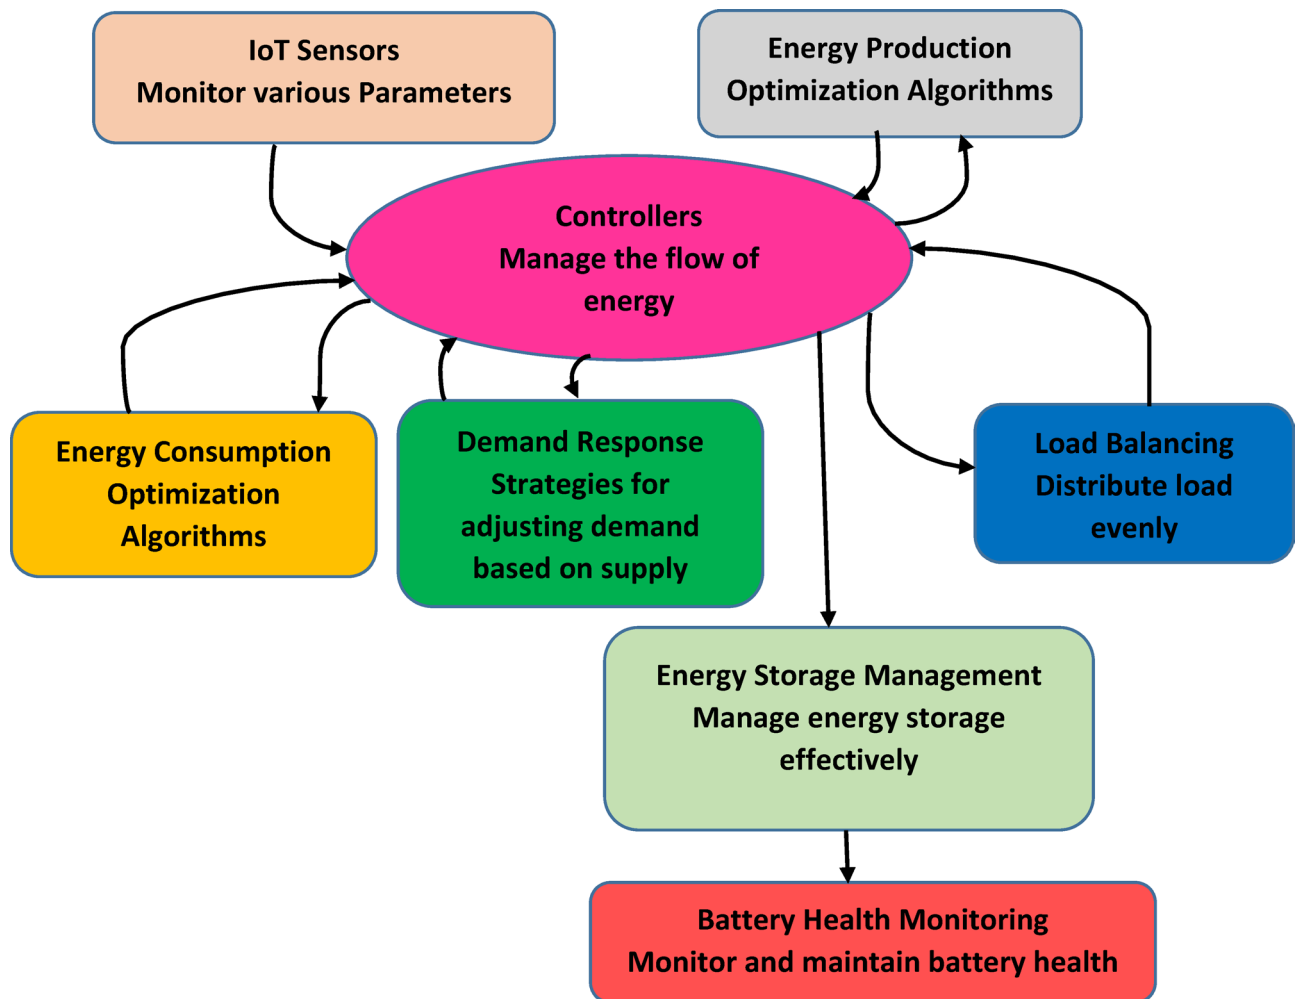 IoT Sensors
Monitor various Parameters
Energy Production
Optimization Algorithms
Controllers
Manage the flow of
energy
Energy Consumption
Optimization
Algorithms
Demand Response
Strategies for
adjusting demand
based on supply
Load Balancing
Distribute load
evenly
Energy Storage Management
Manage energy storage
effectively
Battery Health Monitoring
Monitor and maintain battery health